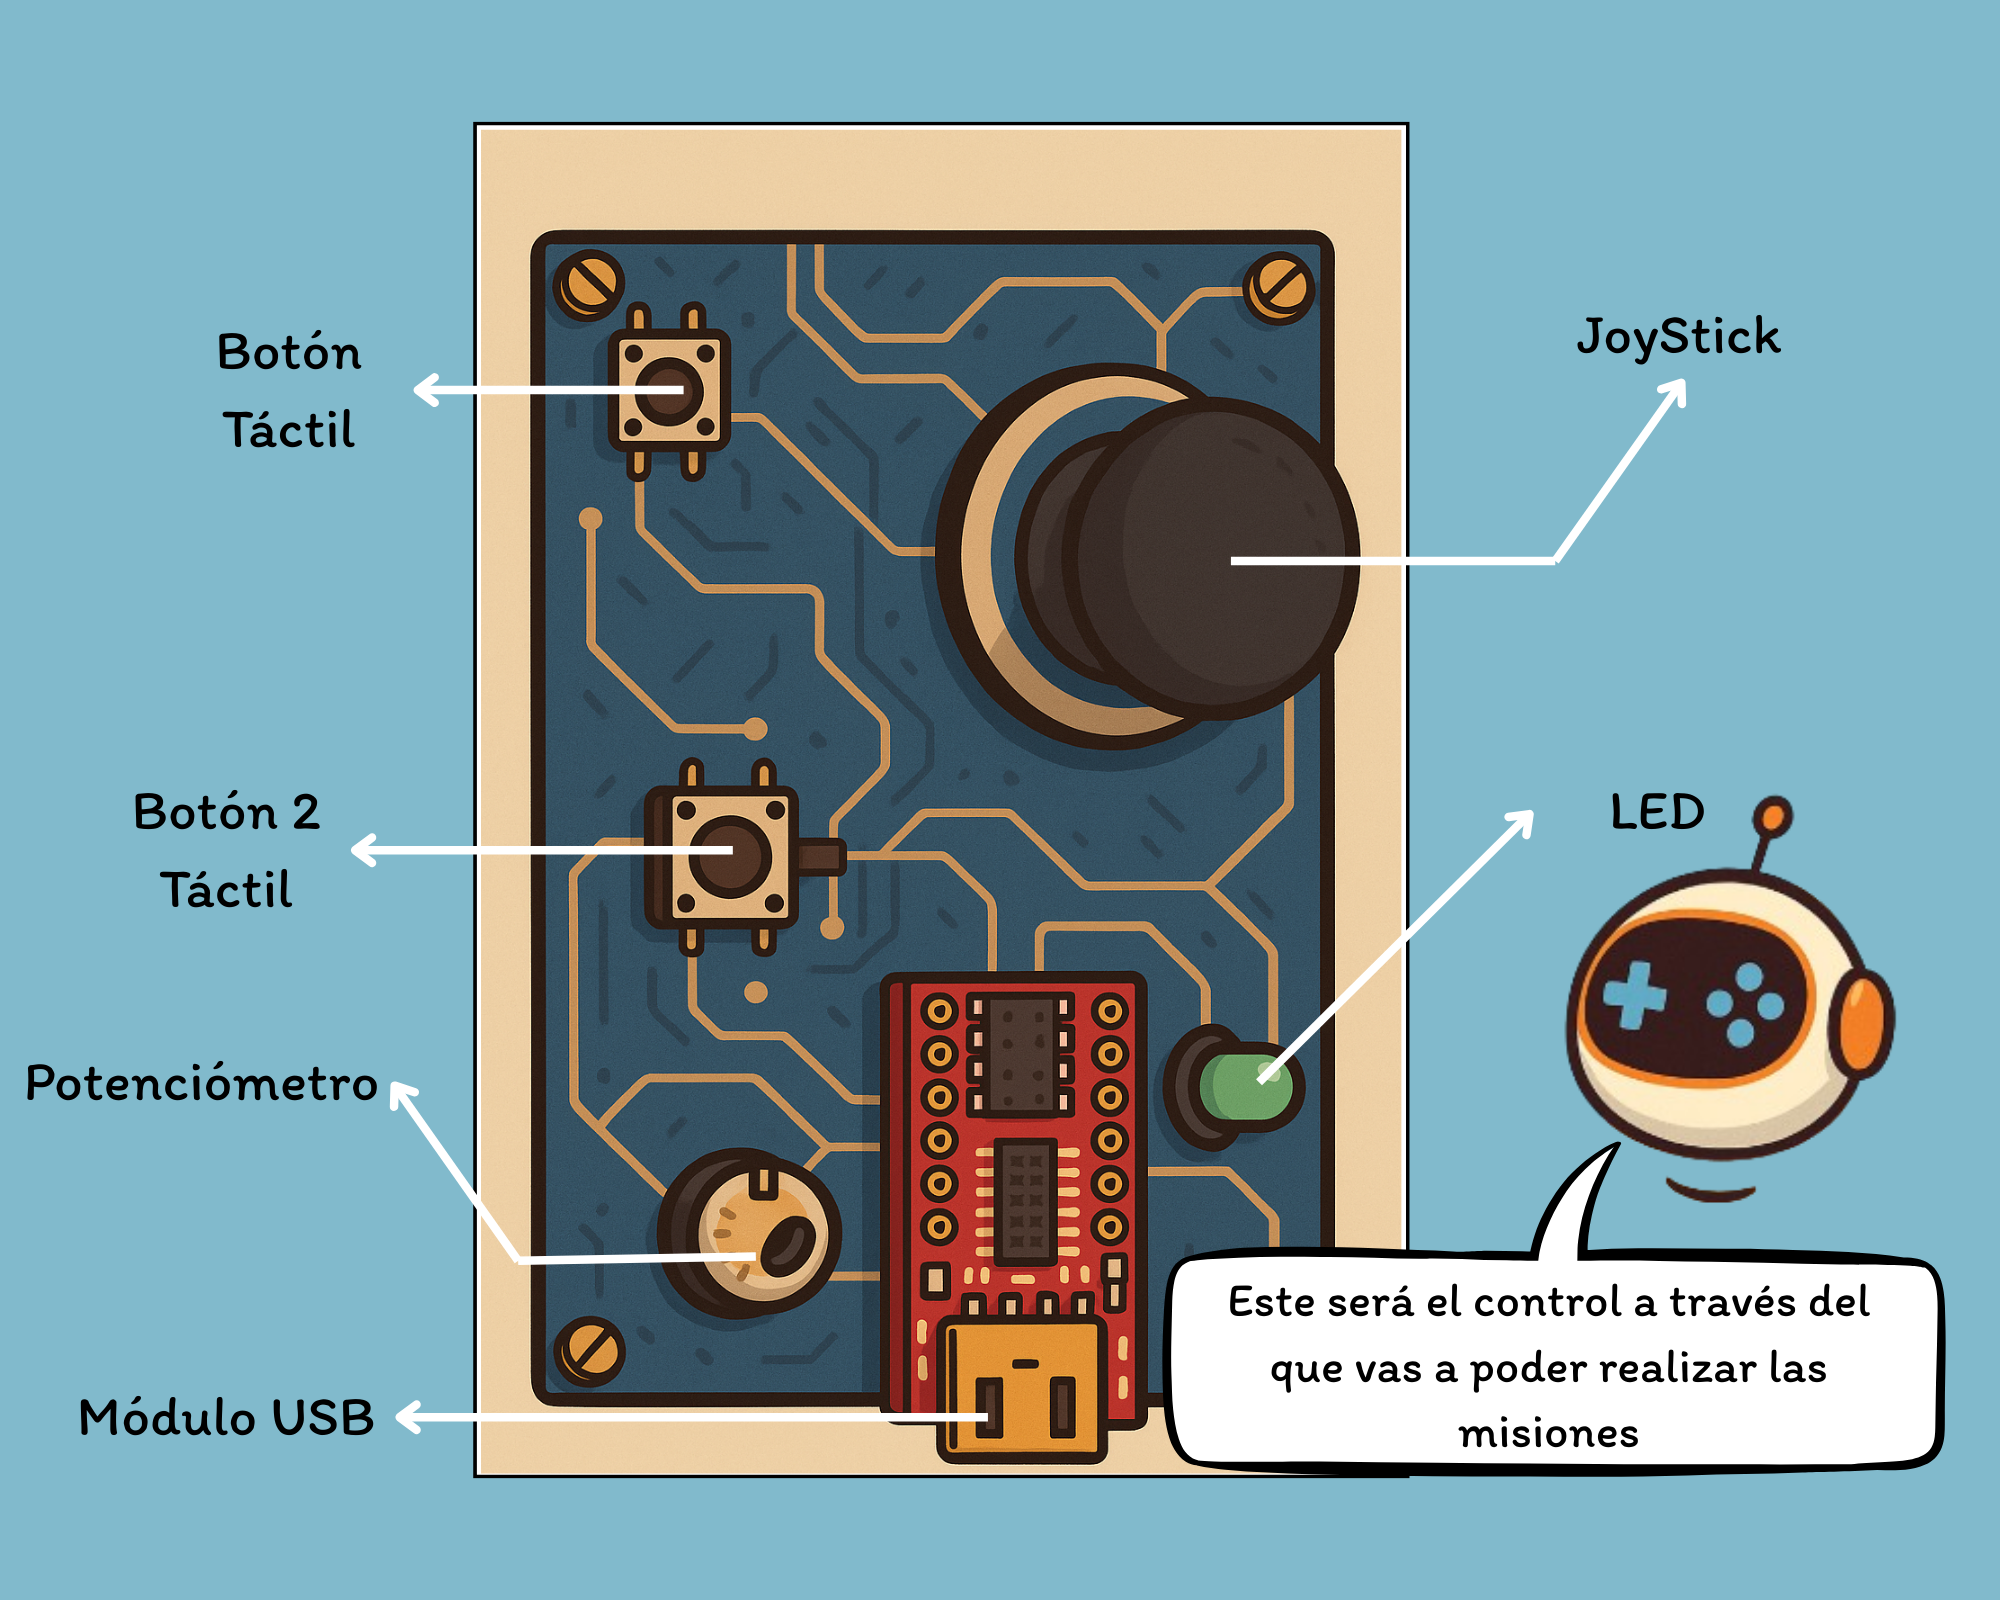 Botón
Táctil
JoyStick
Botón 2
Táctil
LED
Potenciómetro
Módulo USB
Este será el control a través del
que vas a poder realizar las
misiones